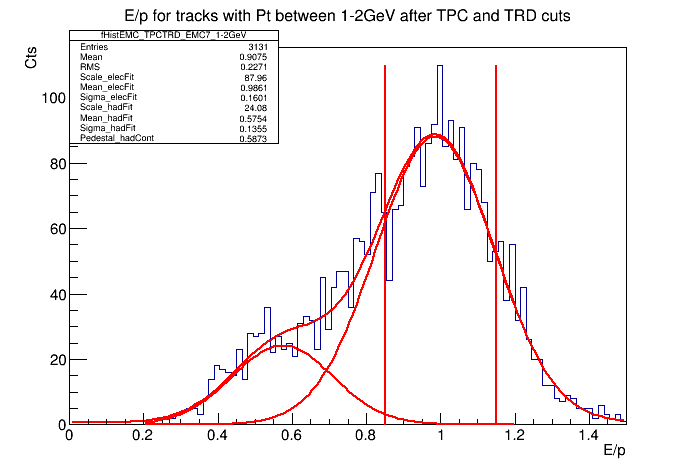 E/p for tracks with Pt between 1-2GeV after TPC and TRD cuts
fHistEMC_TPCTRD_EMC7_1-2GeV
Entries 3131
Mean 0.9075
RMS 0.2271
Scale_elecFit 87.96
Mean_elecFit 0.9861
Sigma_elecFit 0.1601
Scale_hadFit 24.08
Mean_hadFit 0.5754
Sigma_hadFit 0.1355
Pedestal_hadCont 0.5873
Cts
100
80
60
40
20
0
0 0.2 0.4 0.6 0.8 1 1.2 1.4
E/p